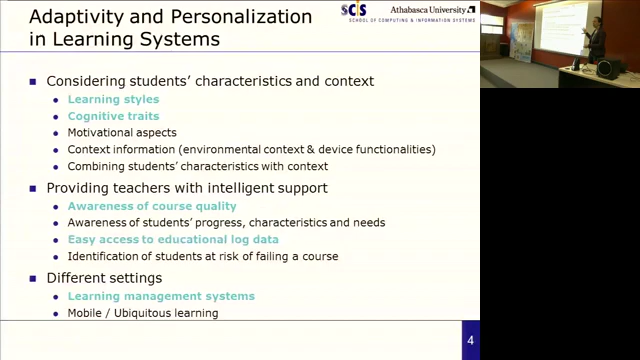 Adaptivity and Personalization
in Learning Systems
SCIS
SCHOOL OF COMPUTING & INFORMATION SYSTEMS
Athabasca University
Considering students' characteristics and context
Learning styles
Cognitive traits
Motivational aspects
Context information (environmental context & device functionalities)
Combining students' characteristics with context
Providing teachers with intelligent support
Awareness of course quality
Awareness of students' progress, characteristics and needs
Easy access to educational log data
Identification of students at risk of failing a course
Different settings
Learning management systems
Mobile / Ubiquitous learning
4